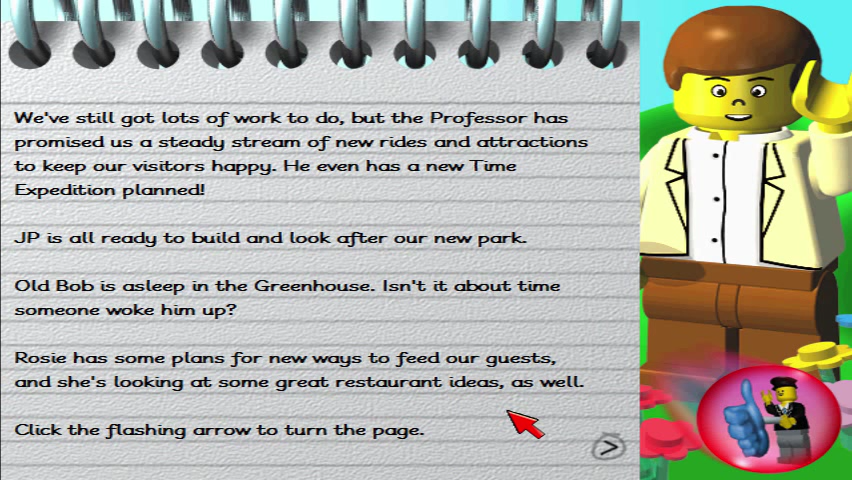 We've still got lots of work to do, but the Professor has
promised us a steady stream of new rides and attractions
to keep our visitors happy. He even has a new Time
Expedition planned!
JP is all ready to build and look after our new park.
Old Bob is asleep in the Greenhouse. Isn't it about time
someone woke him up?
Rosie has some plans for new ways to feed our guests,
and she's looking at some great restaurant ideas, as well.
Click the flashing arrow to turn the page.
>